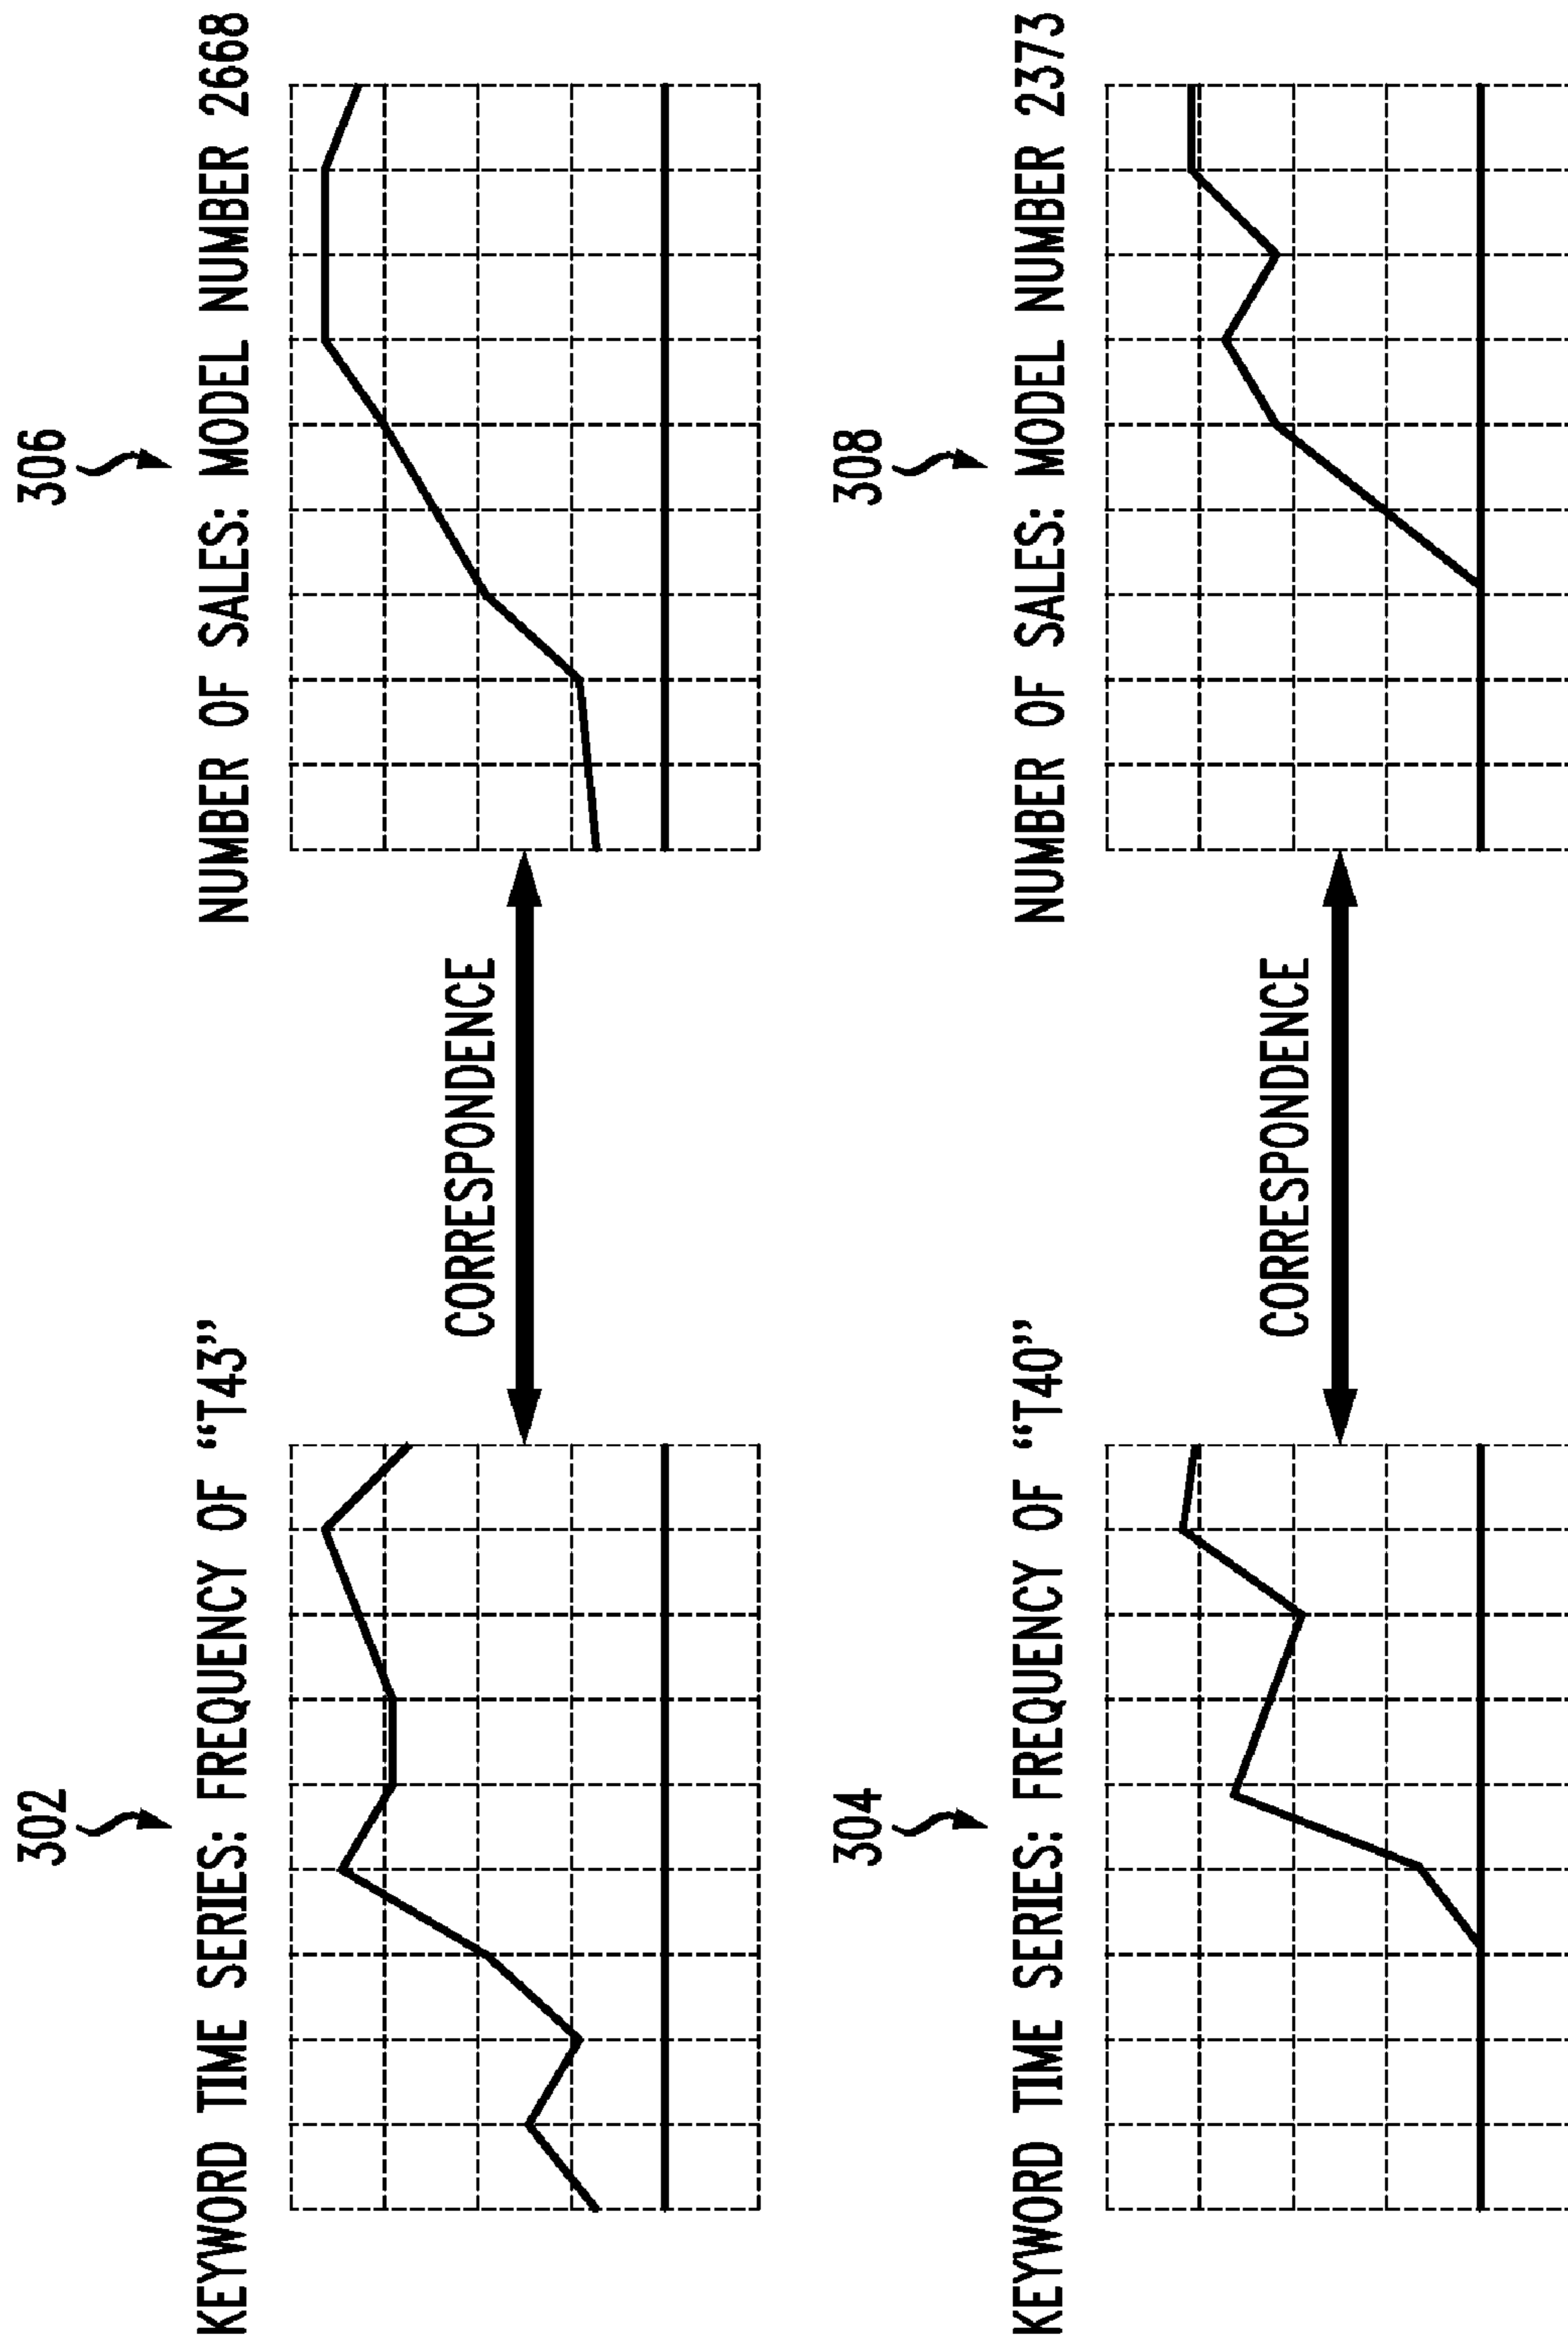 302
KEYWORD TIME SERIES: FREQUENCY OF “T43”
CORRESPONDENCE
306
NUMBER OF SALES: MODEL NUMBER 2668
304
KEYWORD TIME SERIES: FREQUENCY OF “T40”
CORRESPONDENCE
308
NUMBER OF SALES: MODEL NUMBER 2373